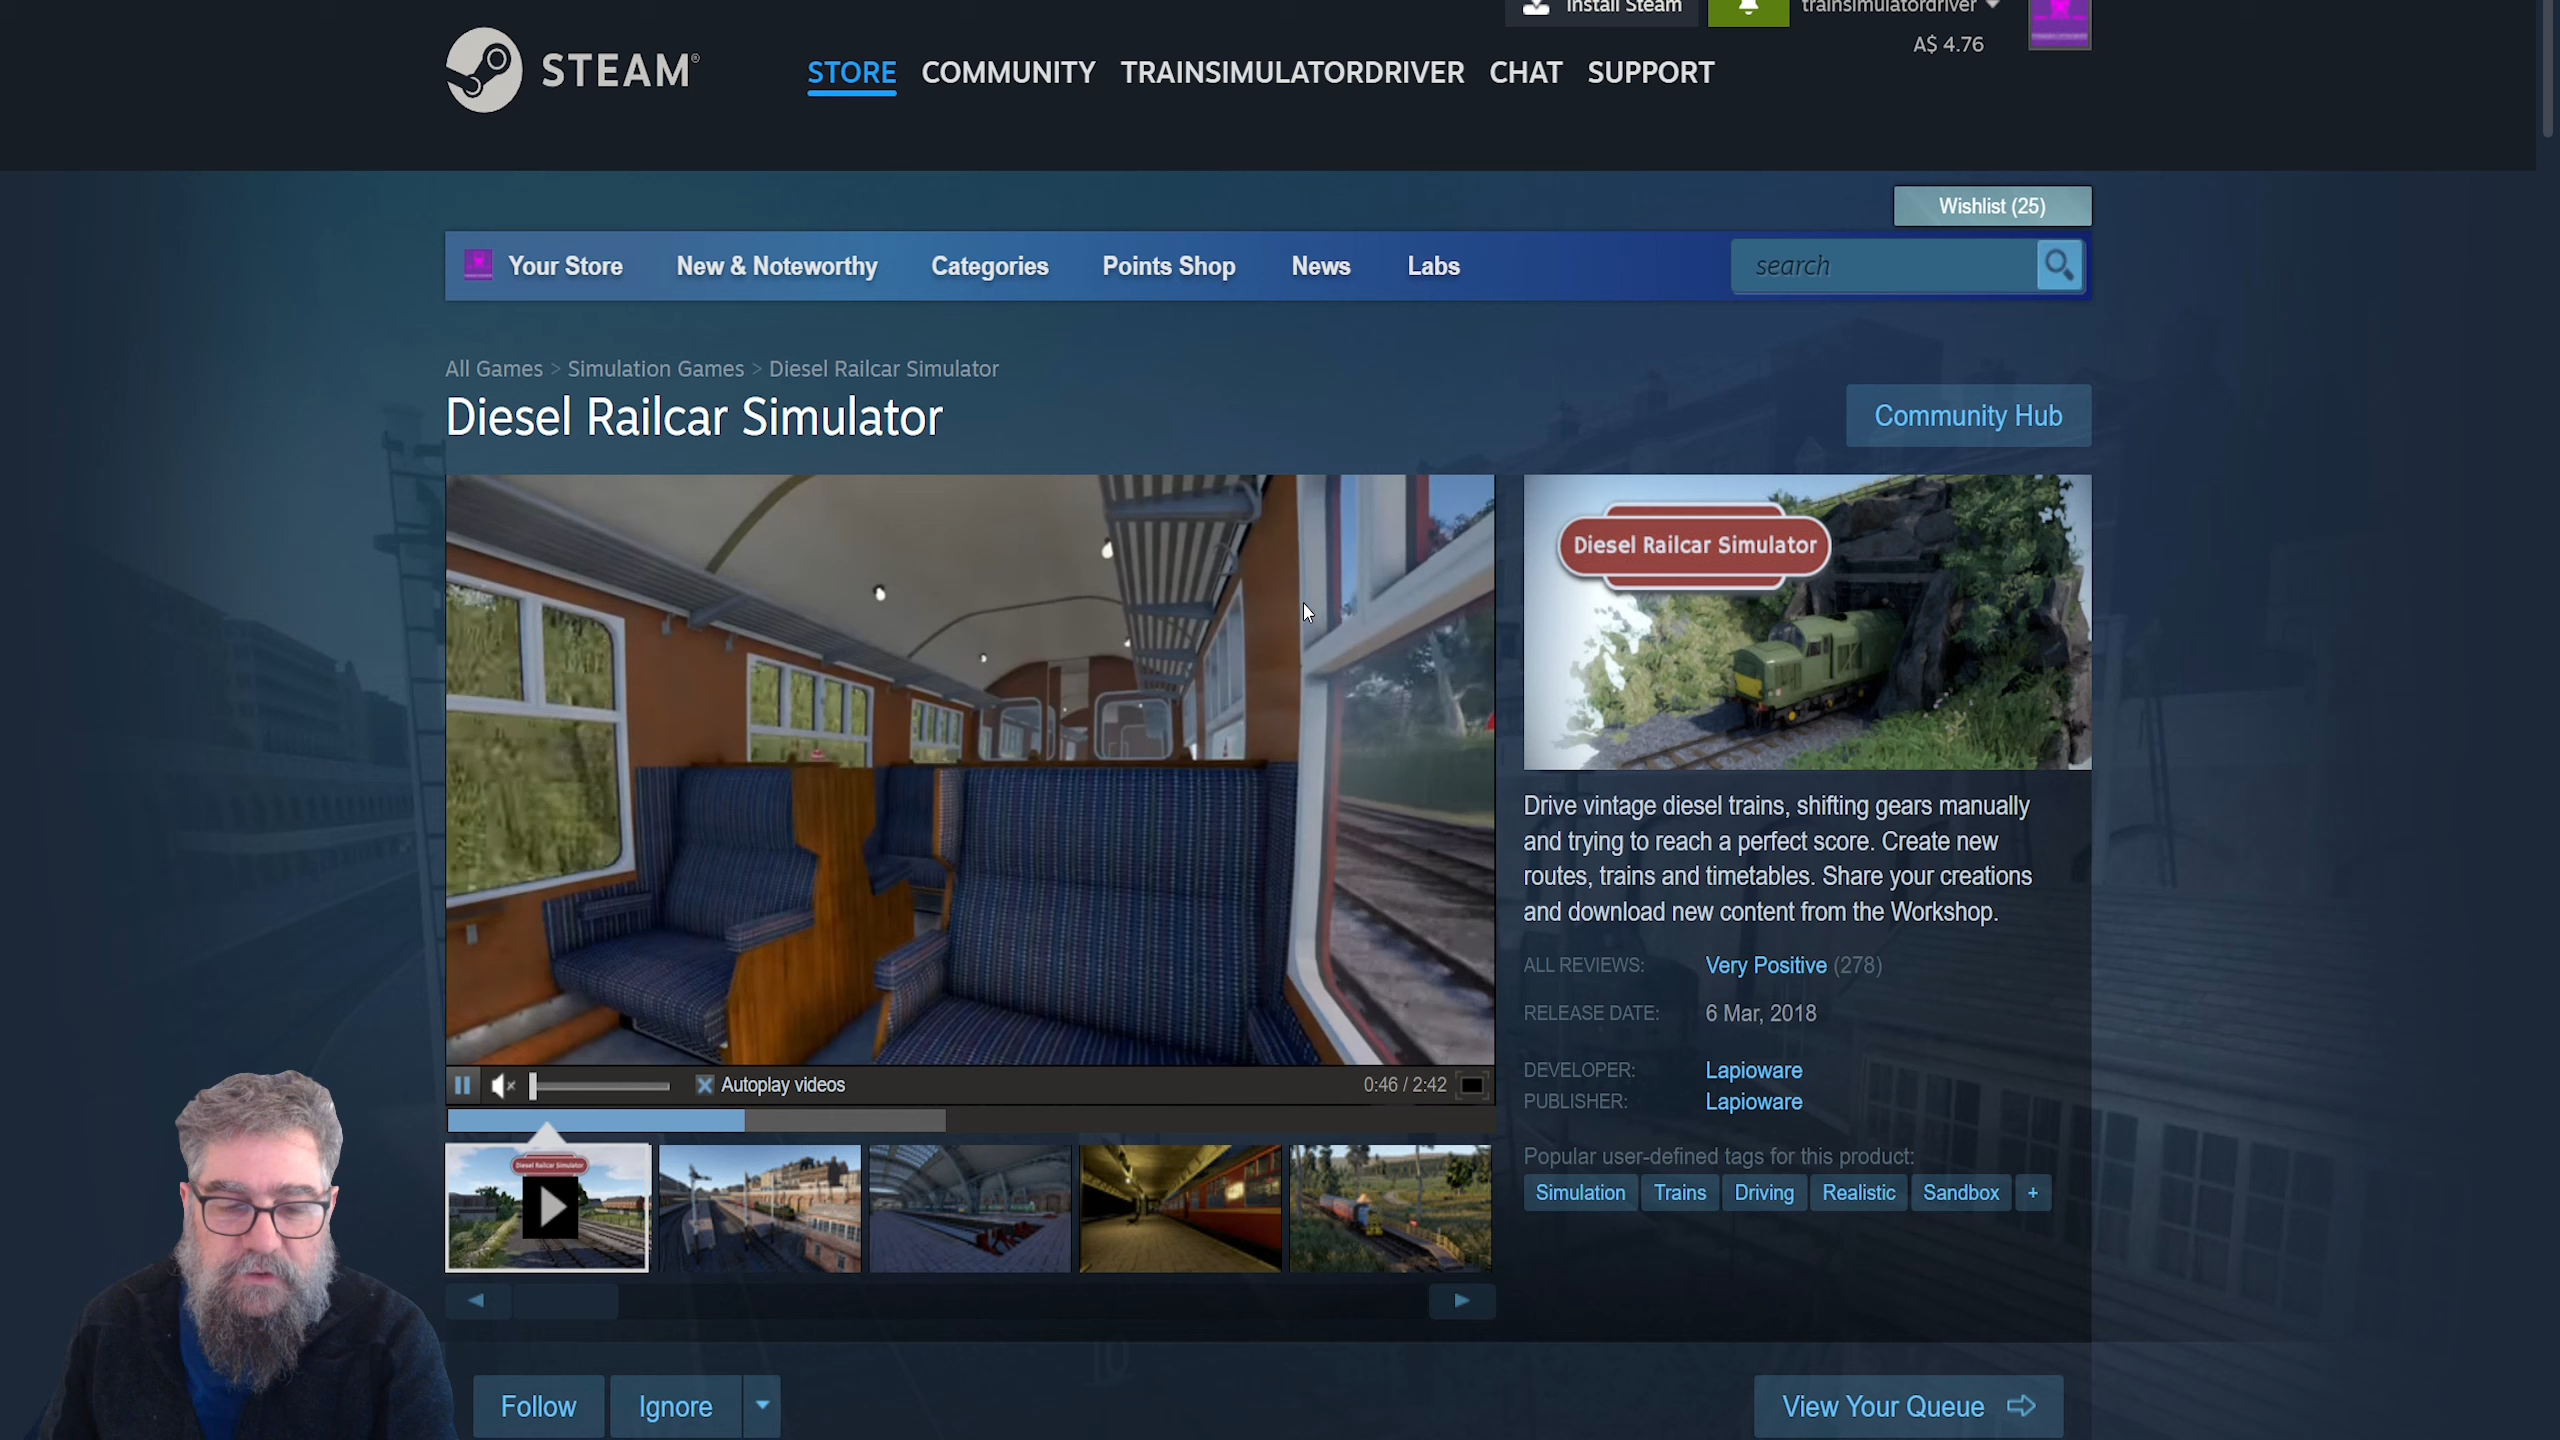 Install Steam
trainsimulatordriver
A$ 4.76
STEAM®
STORE COMMUNITY TRAINSIMULATORDRIVER CHAT SUPPORT
Wishlist (25)
Your Store New & Noteworthy Categories Points Shop News Labs
search
All Games > Simulation Games > Diesel Railcar Simulator
Diesel Railcar Simulator
Community Hub
Diesel Railcar Simulator
Drive vintage diesel trains, shifting gears manually
and trying to reach a perfect score. Create new
routes, trains and timetables. Share your creations
and download new content from the Workshop.
ALL REVIEWS: Very Positive (278)
RELEASE DATE: 6 Mar, 2018
DEVELOPER: Lapioware
PUBLISHER: Lapioware
Popular user-defined tags for this product:
Simulation Trains Driving Realistic Sandbox +
Autoplay videos
0:46 / 2:42
Diesel Railcar Simulator
Follow Ignore
View Your Queue